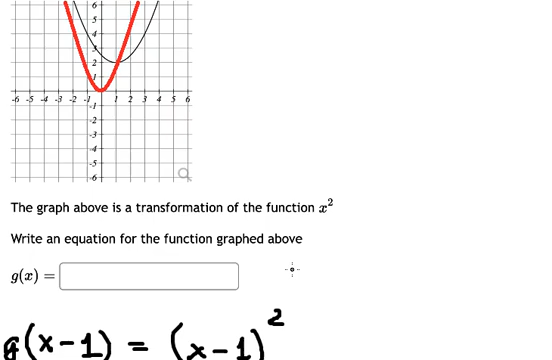 6
5
4
3
2
1
-6 -5 -4 -3 -2 -1 1 2 3 4 5 6
-1
-2
-3
-4
-5
-6
The graph above is a transformation of the function x²
Write an equation for the function graphed above
g(x) =
g(x-1) = (x-1)²